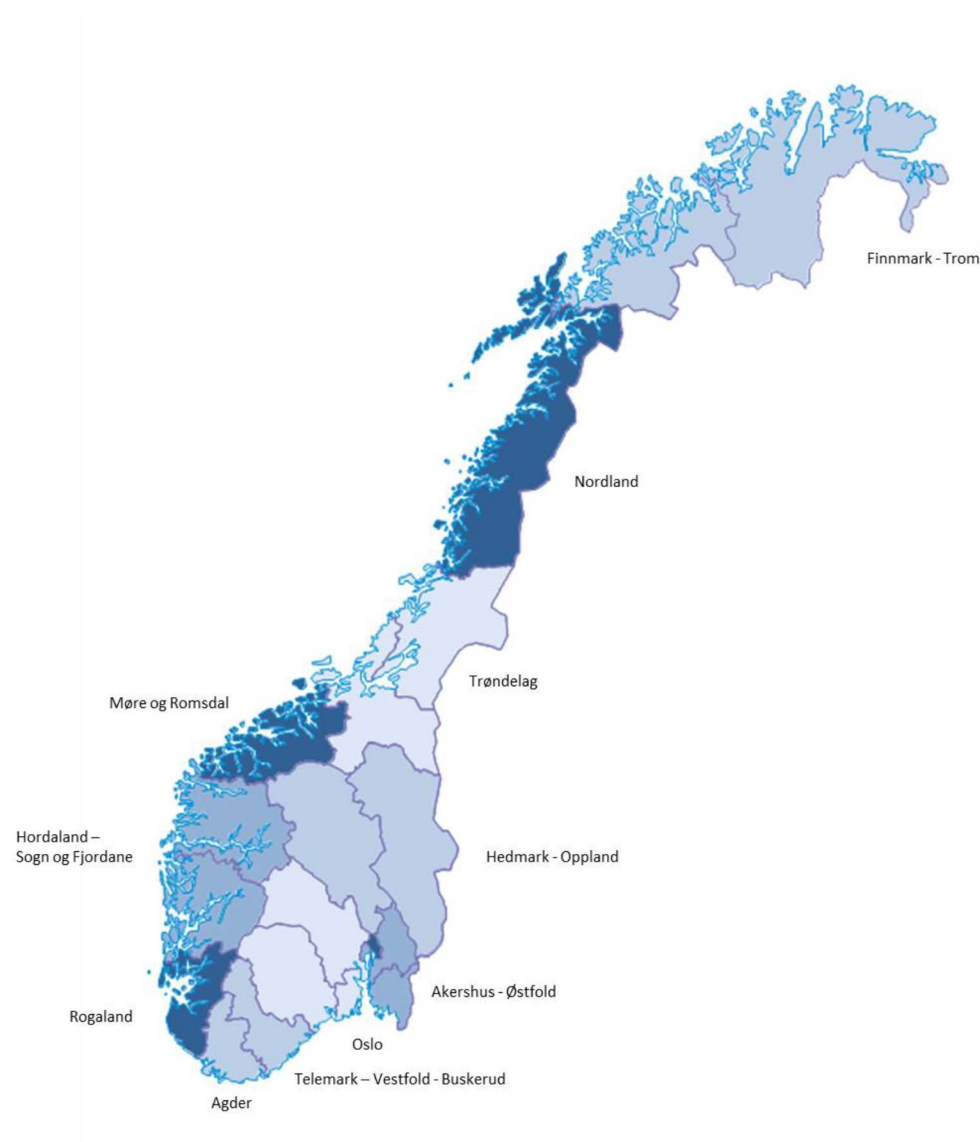 Finnmark - Trom
Nordland
Trøndelag
Møre og Romsdal
Hordaland –
Sogn og Fjordane
Hedmark - Oppland
Akershus - Østfold
Rogaland
Oslo
Telemark – Vestfold - Buskerud
Agder